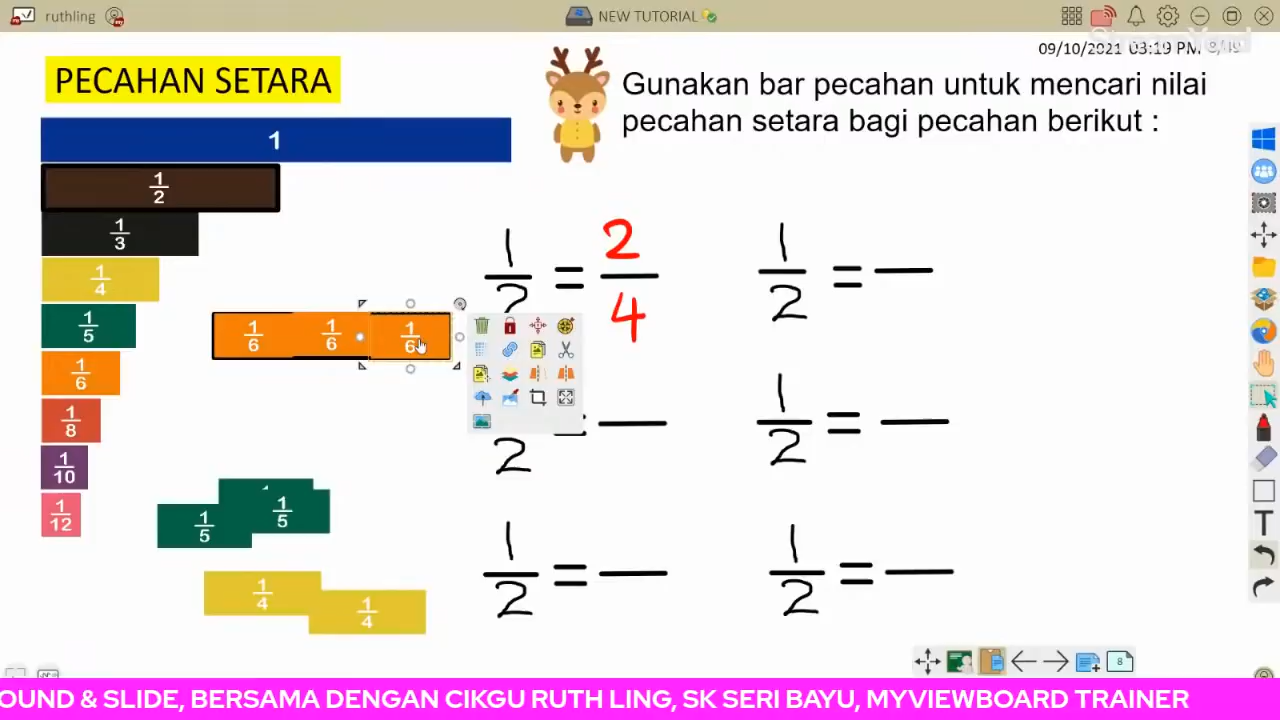 ruthling
NEW TUTORIAL
09/10/2021 03:19 PM 8/49
PECAHAN SETARA
Gunakan bar pecahan untuk mencari nilai
pecahan setara bagi pecahan berikut :
1
1/2
1/3
1/4
1/5
1/6
1/8
1/10
1/12
1/6 1/6 1/6
1/5 1/5
1/4 1/4
1/2 = 2/4
1/2 = —
2 —
1/2 = —
1/2 = —
1/2 = —
T
8
OUND & SLIDE, BERSAMA DENGAN CIKGU RUTH LING, SK SERI BAYU, MYVIEWBOARD TRAINER